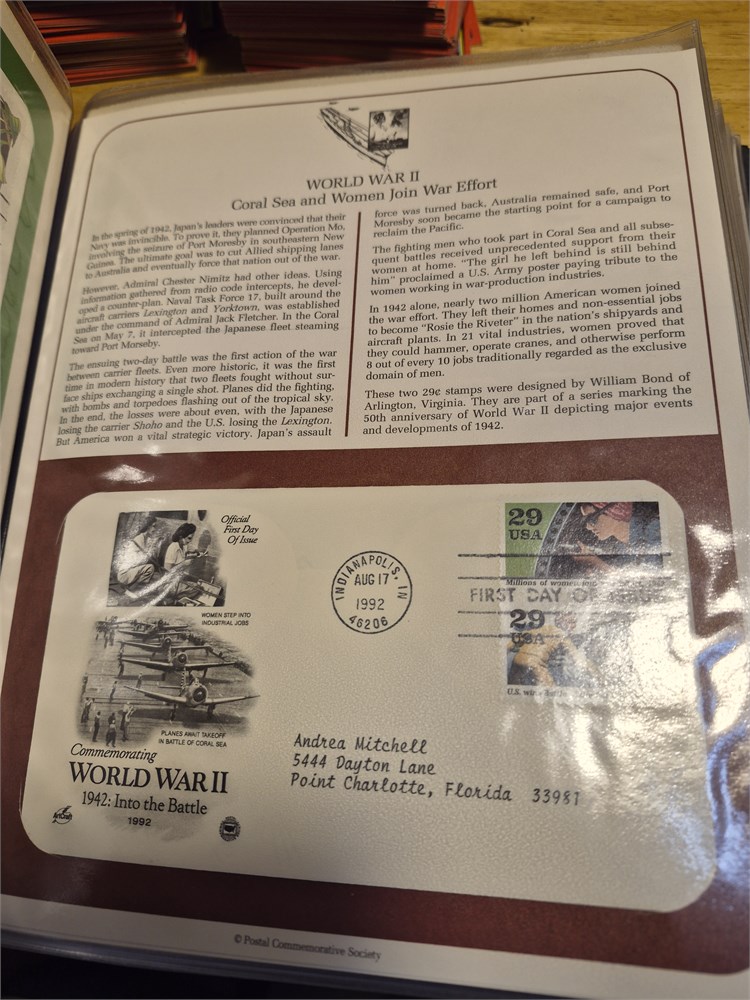 WORLD WAR II
Coral Sea and Women Join War Effort
In the spring of 1942, Japan's leaders were convinced that their
Navy was invincible. To prove it, they planned Operation Mo,
involving the seizure of Port Moresby in southeastern New
Guinea. The ultimate goal was to cut Allied shipping lanes
to Australia and eventually force that nation out of the war.
However, Admiral Chester Nimitz had other ideas. Using
information gathered from radio code intercepts, he devel-
oped a counter-plan. Naval Task Force 17, built around the
aircraft carriers Lexington and Yorktown, was established
under the command of Admiral Jack Fletcher. In the Coral
Sea on May 7, it intercepted the Japanese fleet steaming
toward Port Morseby.
The ensuing two-day battle was the first action of the war
between carrier fleets. Even more historic, it was the first
time in modern history that two fleets fought without sur-
face ships exchanging a single shot. Planes did the fighting,
with bombs and torpedoes flashing out of the tropical sky.
In the end, the losses were about even, with the Japanese
losing the carrier Shoho and the U.S. losing the Lexington.
But America won a vital strategic victory. Japan's assault
force was turned back, Australia remained safe, and Port
Moresby soon became the starting point for a campaign to
reclaim the Pacific.
The fighting men who took part in Coral Sea and all subse-
quent battles received unprecedented support from their
women at home. "The girl he left behind is still behind
him" proclaimed a U.S. Army poster paying tribute to the
women working in war-production industries.
In 1942 alone, nearly two million American women joined
the war effort. They left their homes and non-essential jobs
to become "Rosie the Riveter" in the nation's shipyards and
aircraft plants. In 21 vital industries, women proved that
they could hammer, operate cranes, and otherwise perform
8 out of every 10 jobs traditionally regarded as the exclusive
domain of men.
These two 29¢ stamps were designed by William Bond of
Arlington, Virginia. They are part of a series marking the
50th anniversary of World War II depicting major events
and developments of 1942.
Official
First Day
Of Issue
WOMEN STEP INTO
INDUSTRIAL JOBS
PLANES AWAIT TAKEOFF
IN BATTLE OF CORAL SEA
Commemorating
WORLD WAR II
1942: Into the Battle
1992
ArtCraft
INDIANAPOLIS, IN
AUG 17
1992
46206
29
USA
Millions of women join
FIRST DAY OF ISSUE
29
USA
U.S.
Andrea Mitchell
5444 Dayton Lane
Point Charlotte, Florida 33981
© Postal Commemorative Society